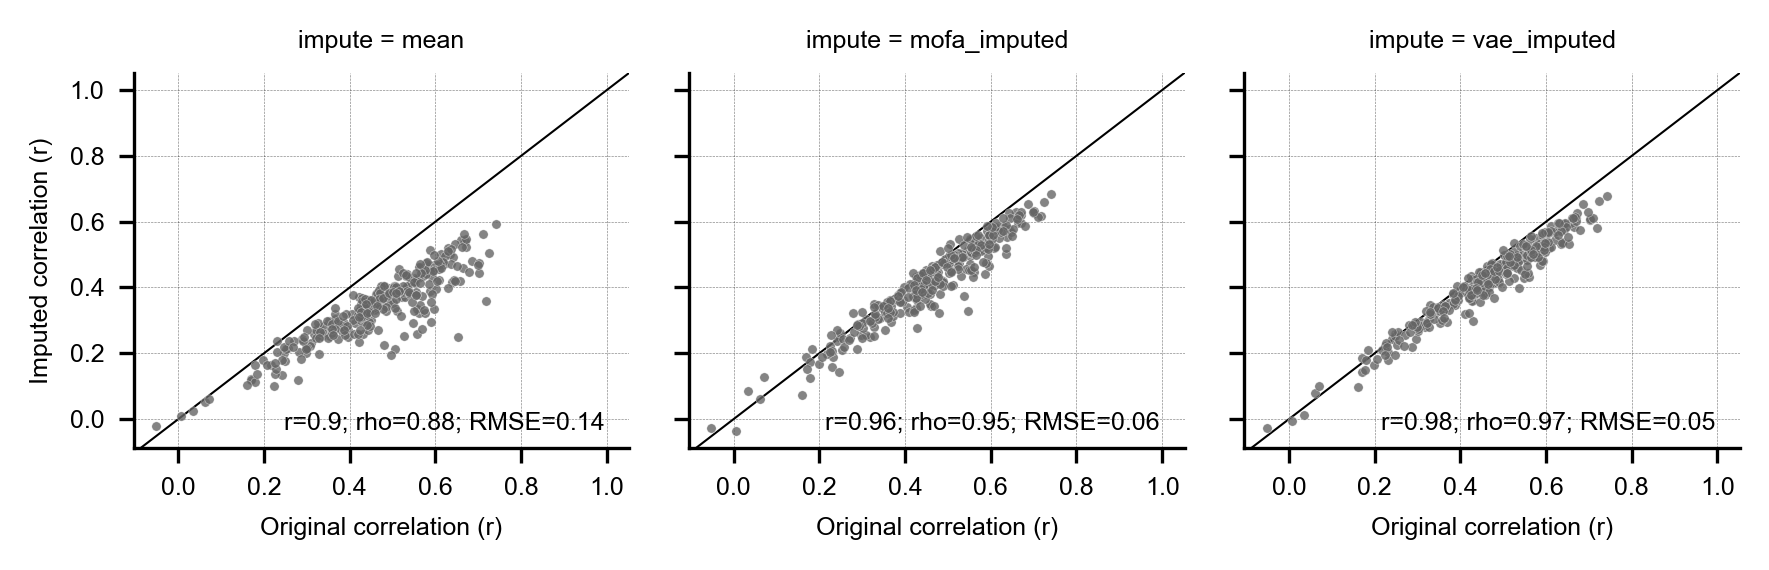 impute = mean
impute = mofa_imputed
impute = vae_imputed
Imputed correlation (r)
1.0
0.8
0.6
0.4
0.2
0.0
r=0.9; rho=0.88; RMSE=0.14
r=0.96; rho=0.95; RMSE=0.06
r=0.98; rho=0.97; RMSE=0.05
0.0 0.2 0.4 0.6 0.8 1.0
0.0 0.2 0.4 0.6 0.8 1.0
0.0 0.2 0.4 0.6 0.8 1.0
Original correlation (r)
Original correlation (r)
Original correlation (r)